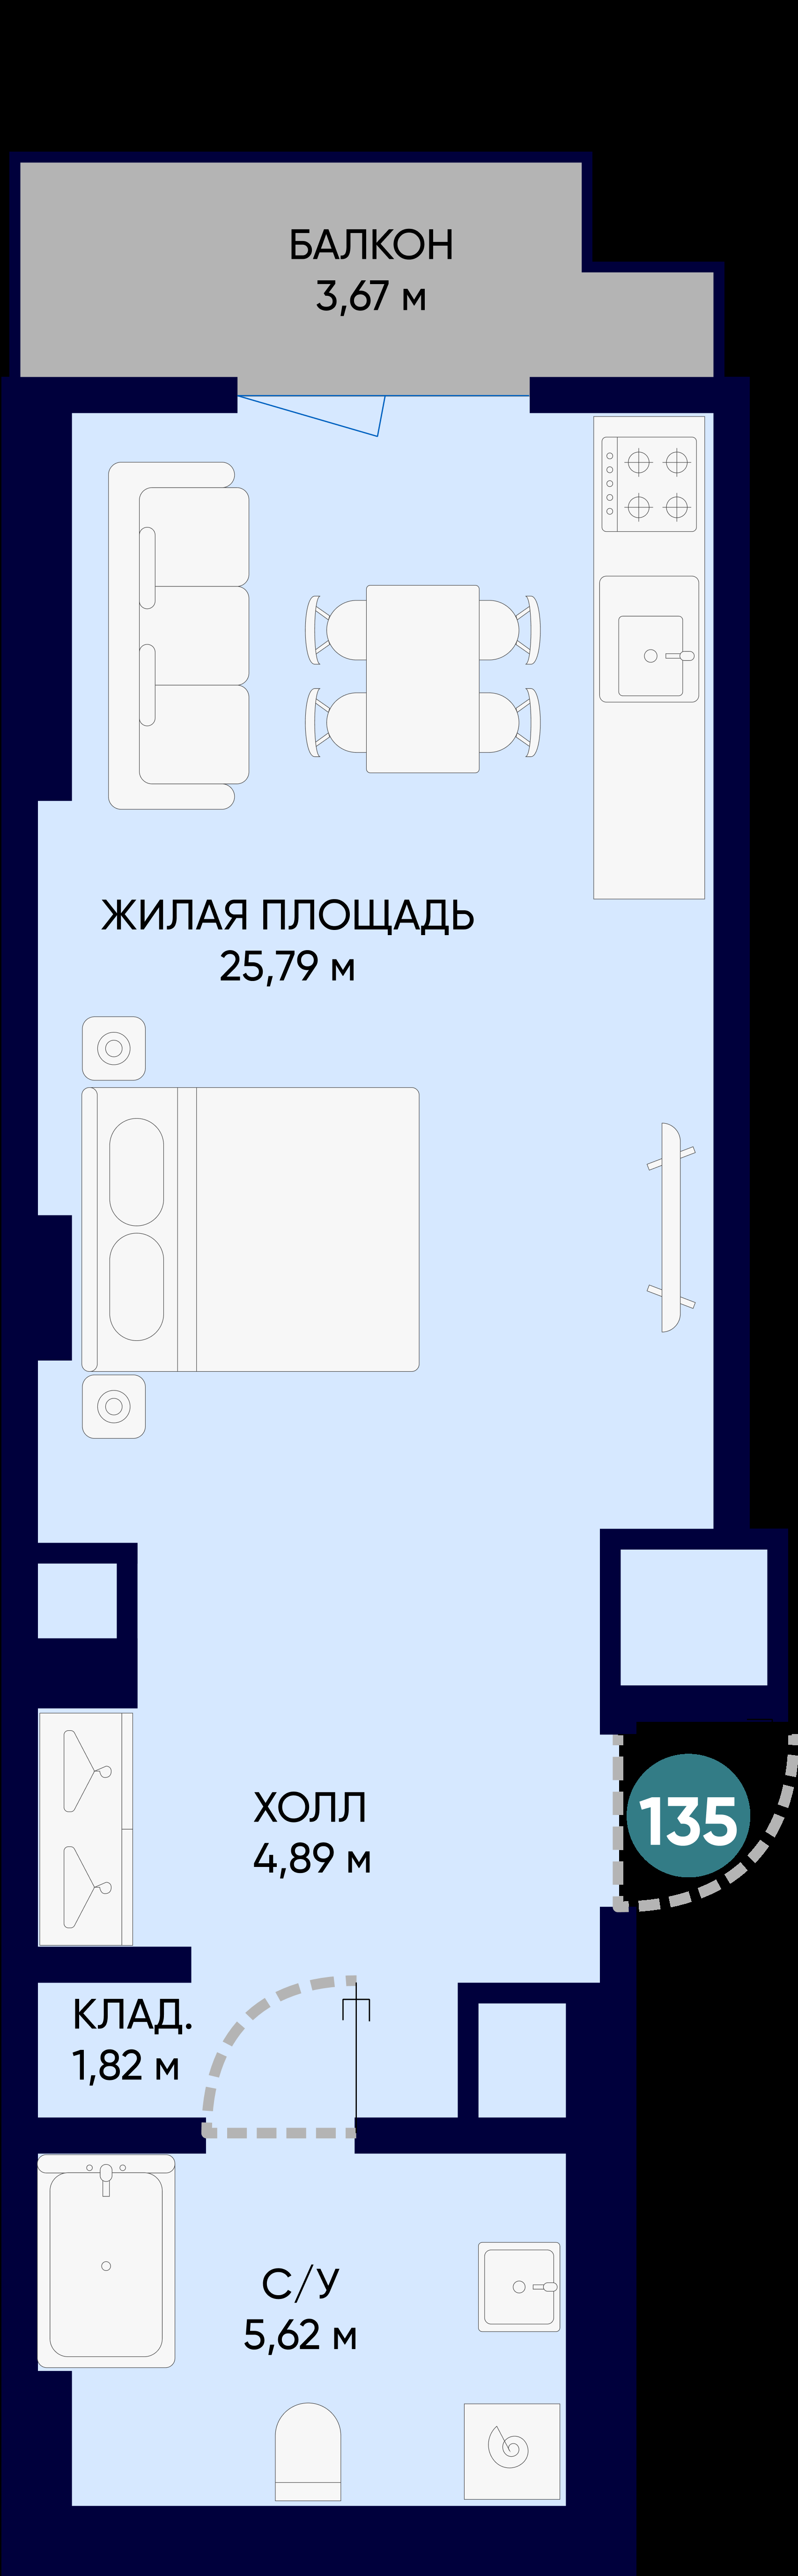 БАЛКОН
3,67 м
ЖИЛАЯ ПЛОЩАДЬ
25,79 м
ХОЛЛ
4,89 м
135
КЛАД.
1,82 м
С/У
5,62 м